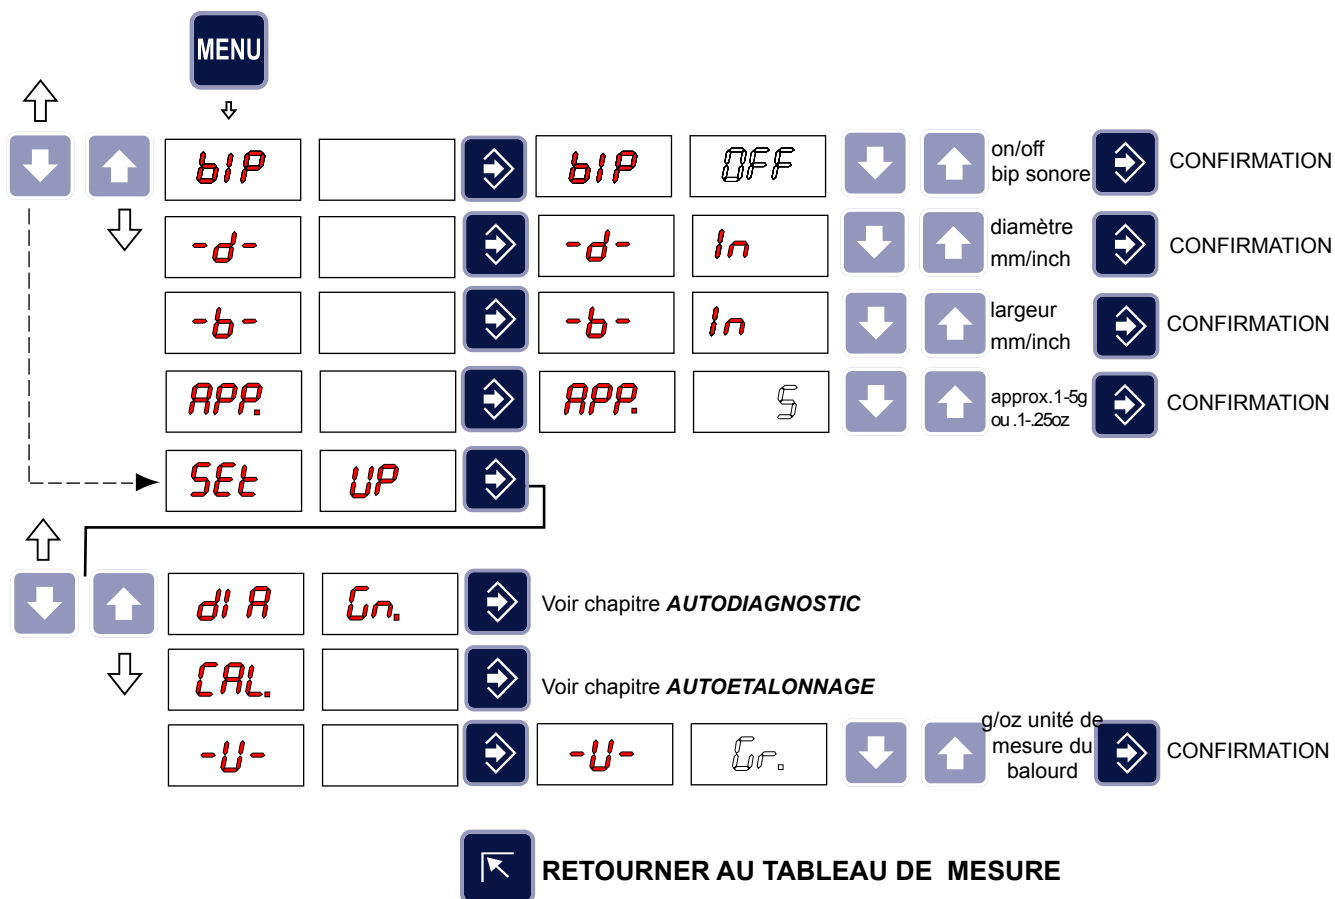 MENU
bIP bIP OFF on/off CONFIRMATION
bip sonore
-d- -d- In diamètre CONFIRMATION
mm/inch
-b- -b- In largeur CONFIRMATION
mm/inch
APP. APP. 5 approx.1-5g CONFIRMATION
ou .1-.25oz
SEt UP
dI A Gn. Voir chapitre AUTODIAGNOSTIC
CAL. Voir chapitre AUTOETALONNAGE
-U- -U- Gr. g/oz unité de CONFIRMATION
mesure du
balourd
RETOURNER AU TABLEAU DE MESURE